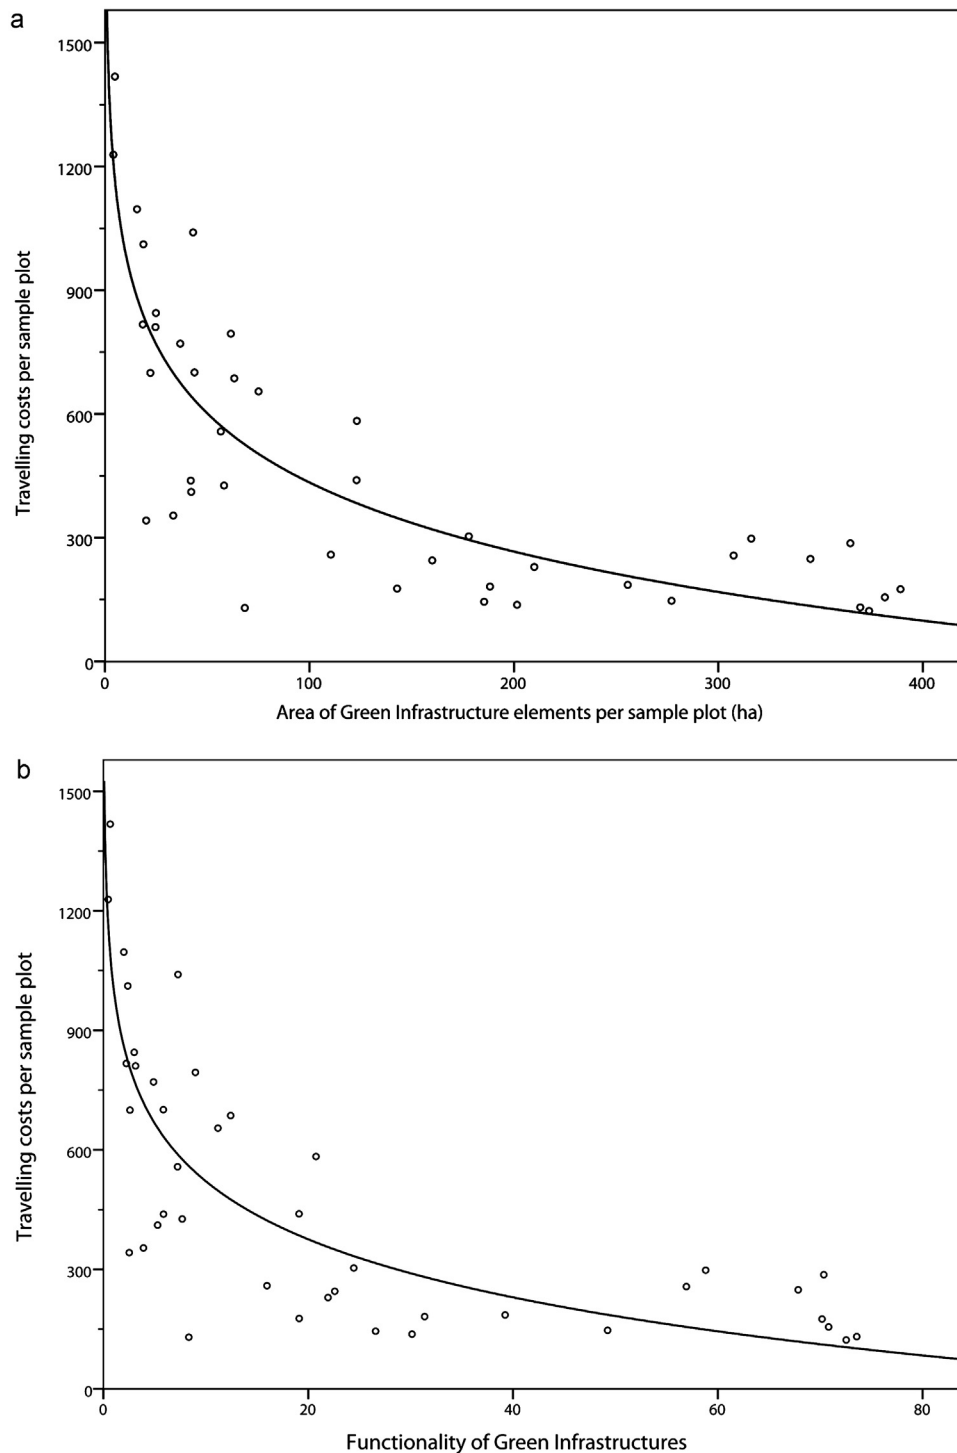 a
1500
1200
900
600
300
0
Travelling costs per sample plot
0 100 200 300 400
Area of Green Infrastructure elements per sample plot (ha)
b
1500
1200
900
600
300
0
Travelling costs per sample plot
0 20 40 60 80
Functionality of Green Infrastructures